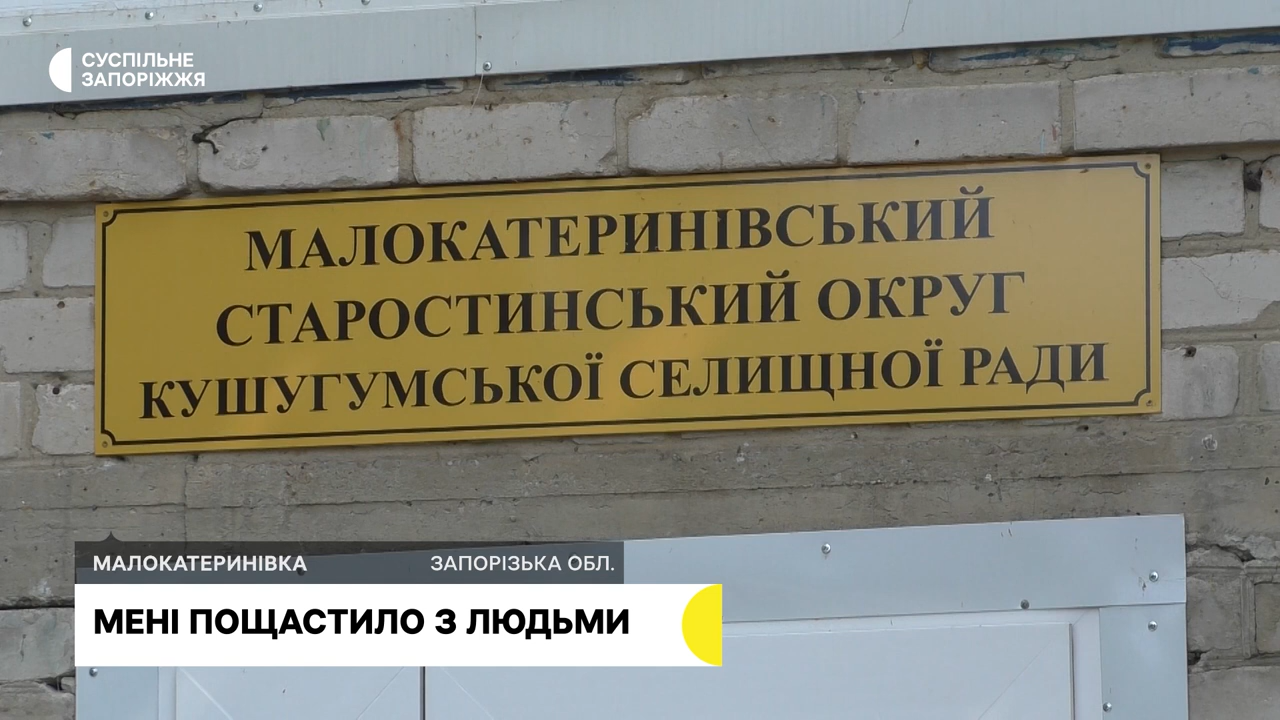 СУСПІЛЬНЕ
ЗАПОРІЖЖЯ
МАЛОКАТЕРИНІВСЬКИЙ
СТАРОСТИНСЬКИЙ ОКРУГ
КУШУГУМСЬКОЇ СЕЛИЩНОЇ РАДИ
МАЛОКАТЕРИНІВКА ЗАПОРІЗЬКА ОБЛ.
МЕНІ ПОЩАСТИЛО З ЛЮДЬМИ